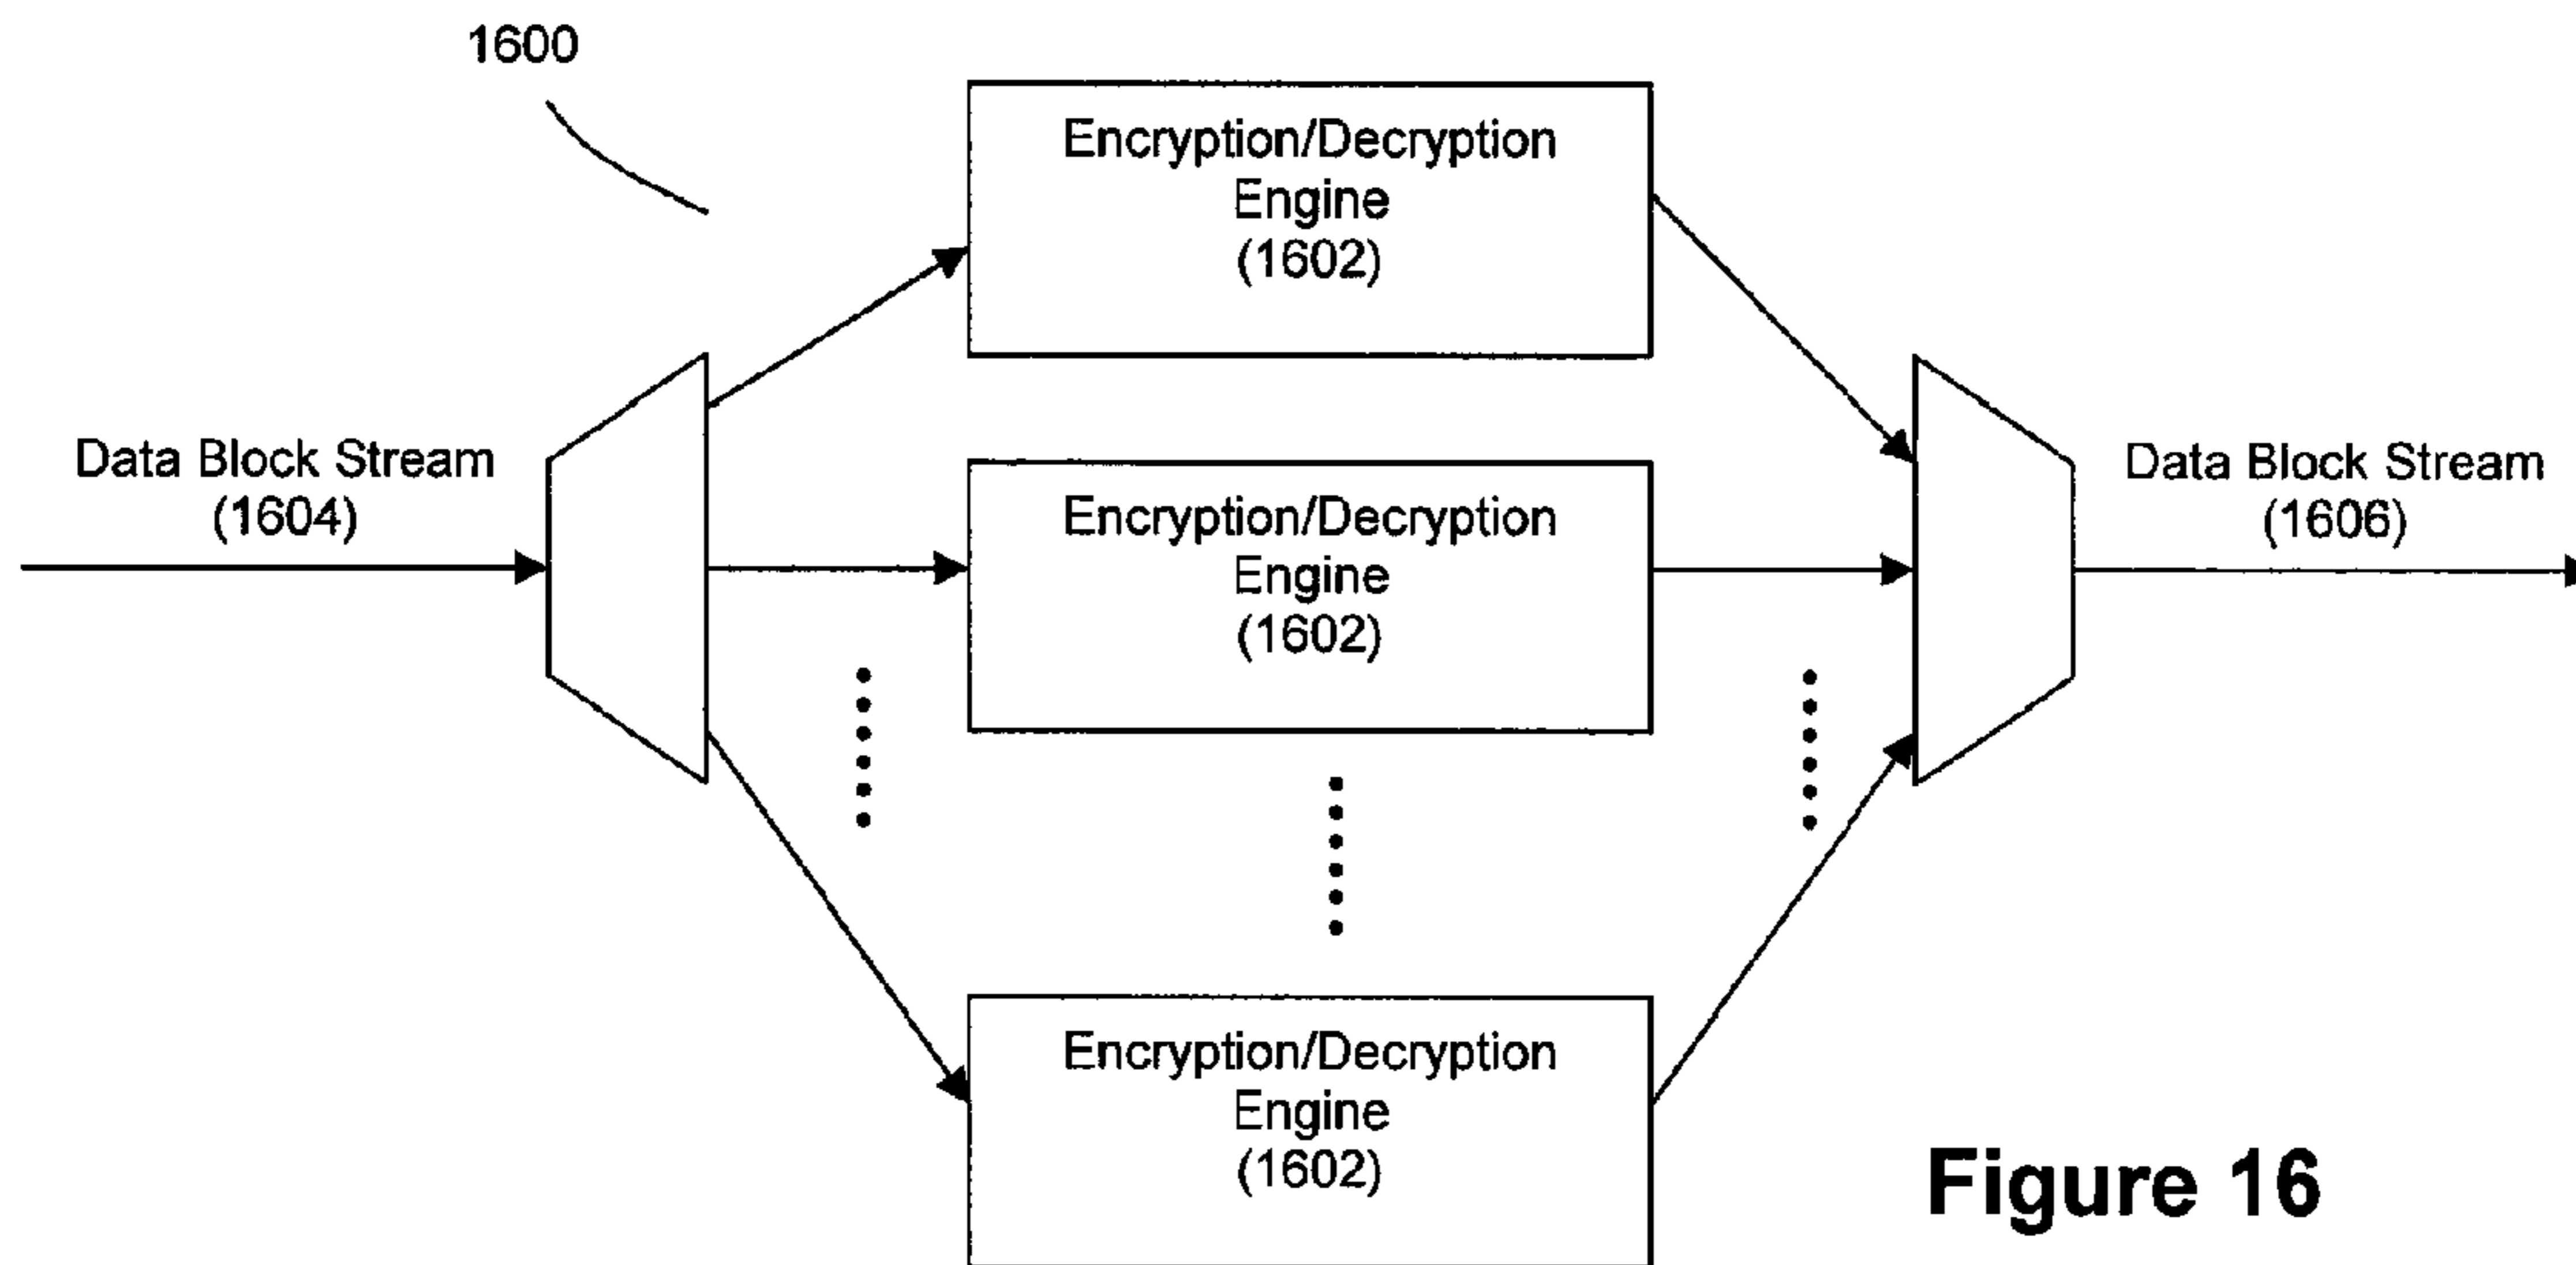 1600
Encryption/Decryption
Engine
(1602)
Data Block Stream
(1604)
Encryption/Decryption
Engine
(1602)
Data Block Stream
(1606)
Encryption/Decryption
Engine
(1602)
Figure 16